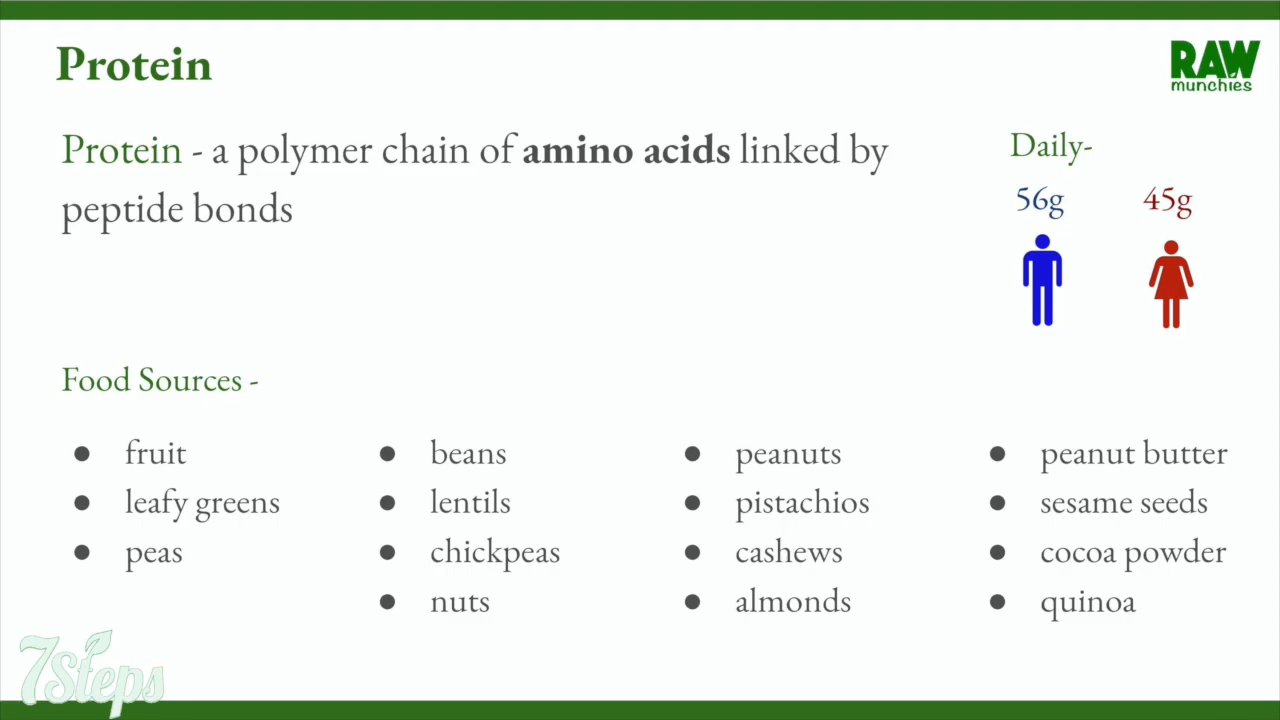 Protein
RAW
munchies
Protein - a polymer chain of amino acids linked by
peptide bonds
Daily-
56g 45g
Food Sources -
● fruit
● leafy greens
● peas
● beans
● lentils
● chickpeas
● nuts
● peanuts
● pistachios
● cashews
● almonds
● peanut butter
● sesame seeds
● cocoa powder
● quinoa
7Steps